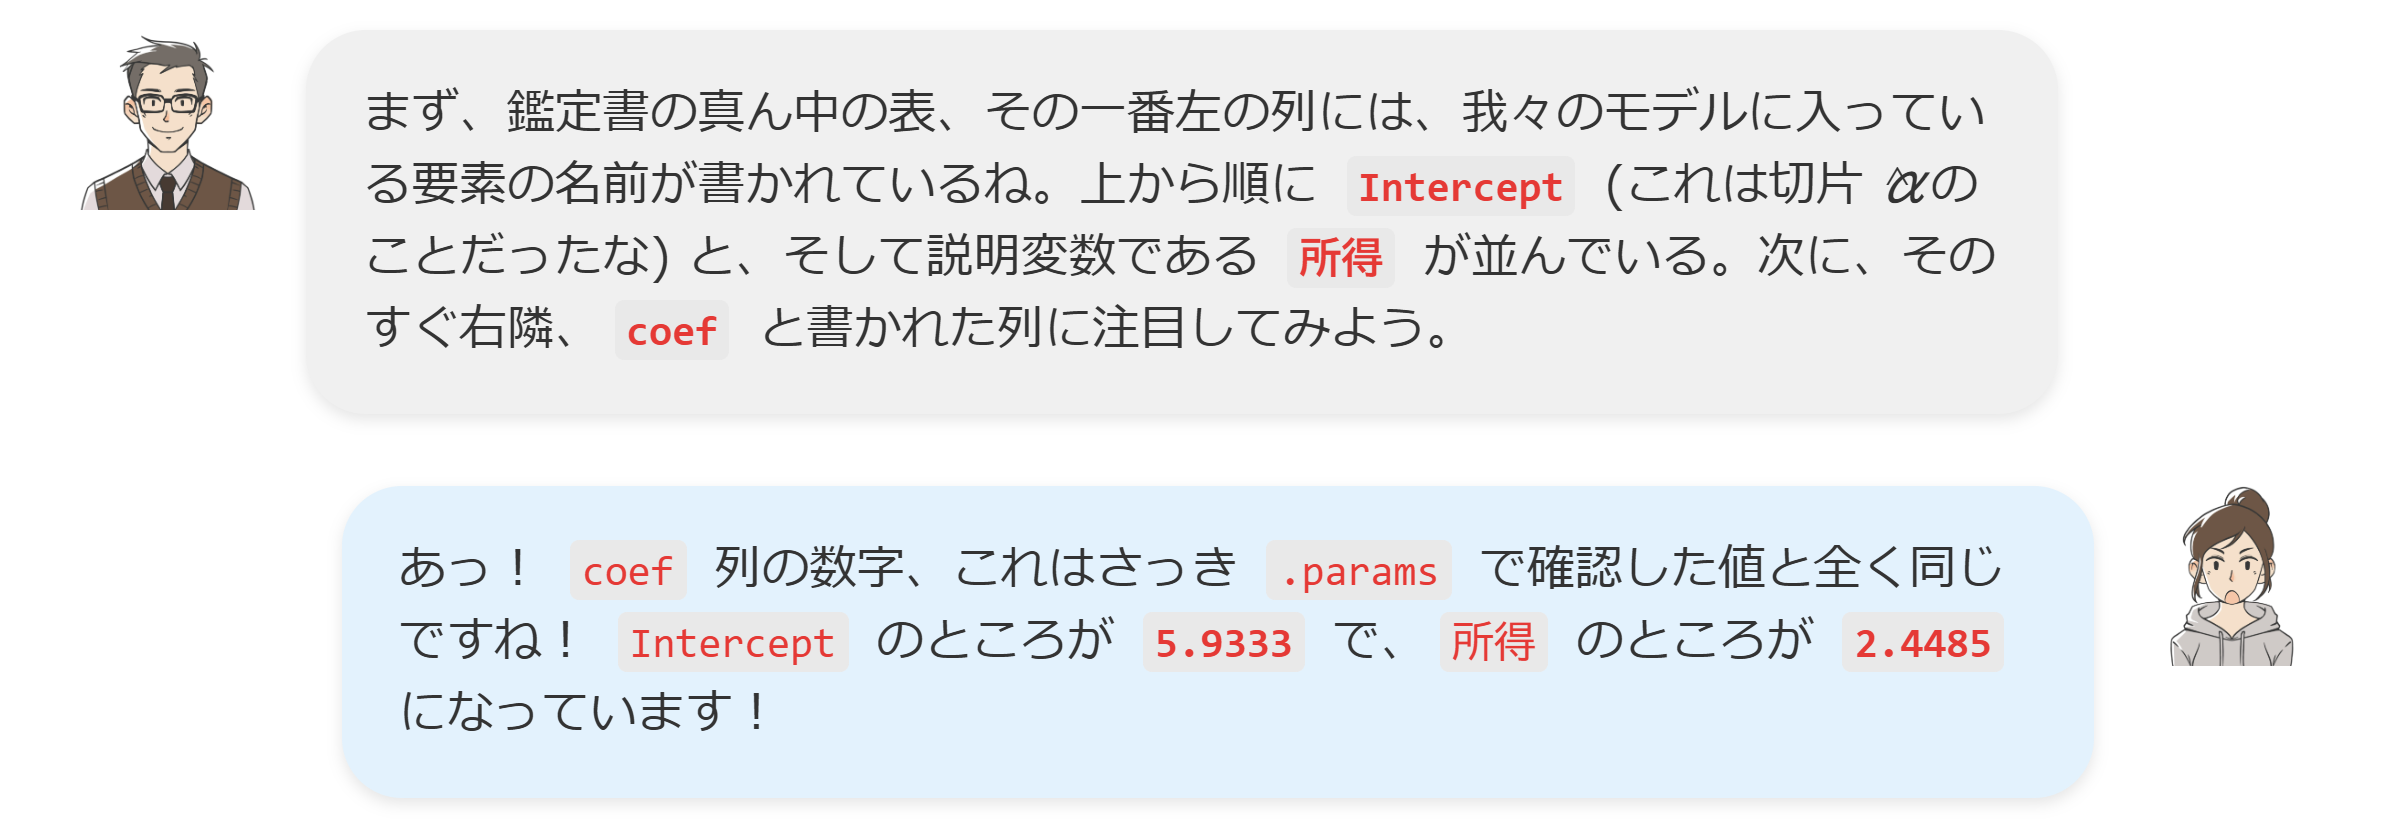 まず、鑑定書の真ん中の表、その一番左の列には、我々のモデルに入ってい
る要素の名前が書かれているね。上から順に Intercept (これは切片 α̂の
ことだったな) と、そして説明変数である 所得 が並んでいる。次に、その
すぐ右隣、 coef と書かれた列に注目してみよう。
あっ！ coef 列の数字、これはさっき .params で確認した値と全く同じ
ですね！ Intercept のところが 5.9333 で、 所得 のところが 2.4485
になっています！